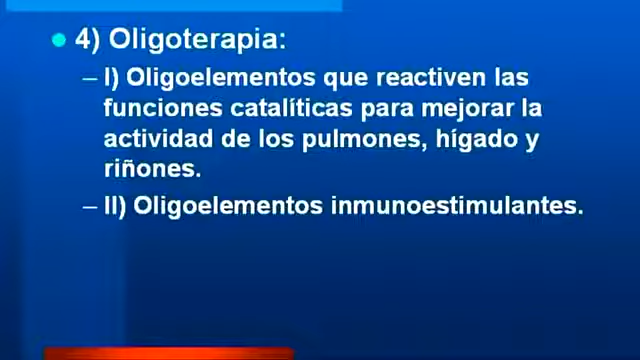 4) Oligoterapia:
– I) Oligoelementos que reactiven las
funciones catalíticas para mejorar la
actividad de los pulmones, hígado y
riñones.
– II) Oligoelementos inmunoestimulantes.